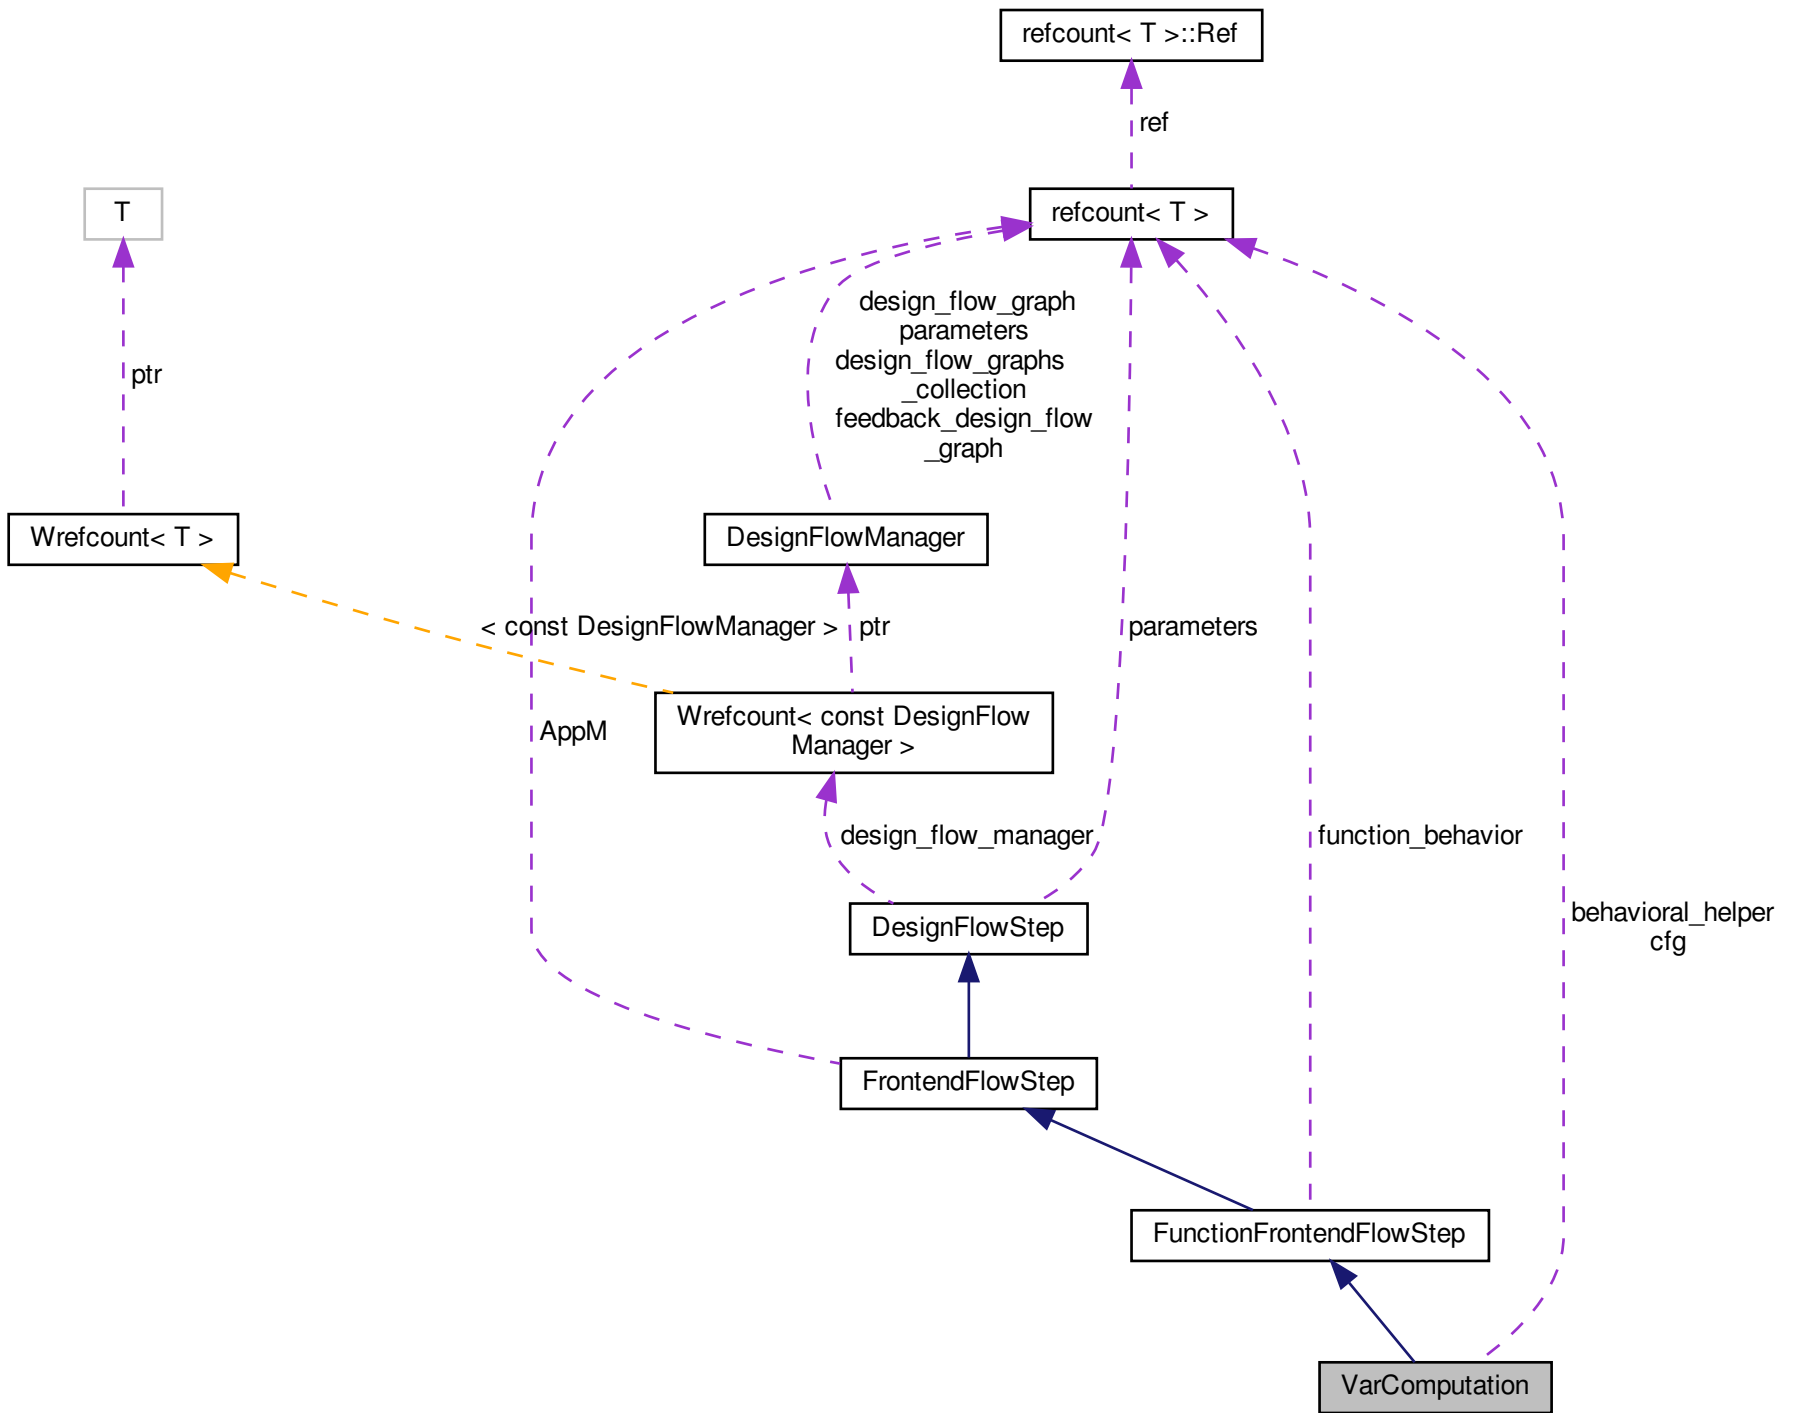 refcount< T >::Ref
ref
T
refcount< T >
design_flow_graph
parameters
design_flow_graphs
_collection
feedback_design_flow
_graph
ptr
Wrefcount< T >
DesignFlowManager
< const DesignFlowManager >
ptr
parameters
Wrefcount< const DesignFlow
Manager >
AppM
design_flow_manager
function_behavior
behavioral_helper
cfg
DesignFlowStep
FrontendFlowStep
FunctionFrontendFlowStep
VarComputation